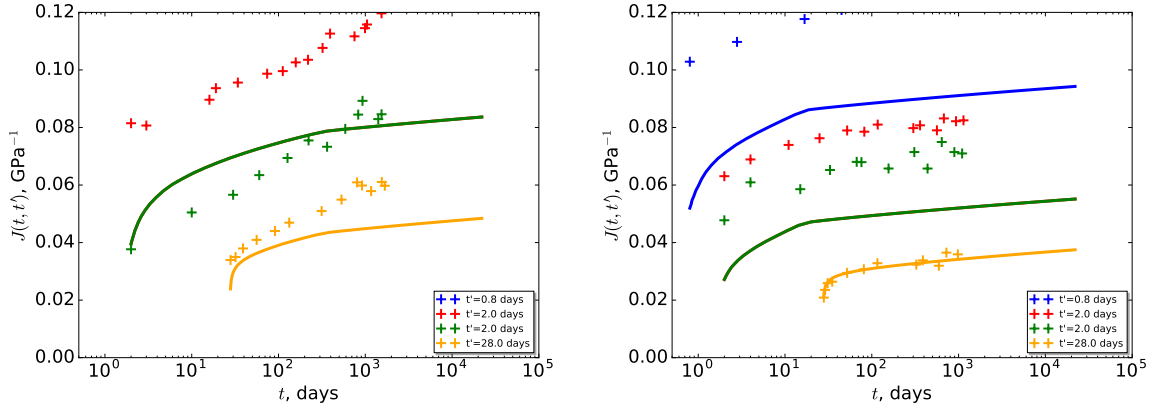 0.12
0.10
0.08
0.06
0.04
0.02
0.00
J(t, t′), GPa⁻¹
10⁰ 10¹ 10² 10³ 10⁴ 10⁵
t, days
t'=0.8 days
t'=2.0 days
t'=2.0 days
t'=28.0 days
0.12
0.10
0.08
0.06
0.04
0.02
0.00
J(t, t′), GPa⁻¹
10⁰ 10¹ 10² 10³ 10⁴ 10⁵
t, days
t'=0.8 days
t'=2.0 days
t'=2.0 days
t'=28.0 days